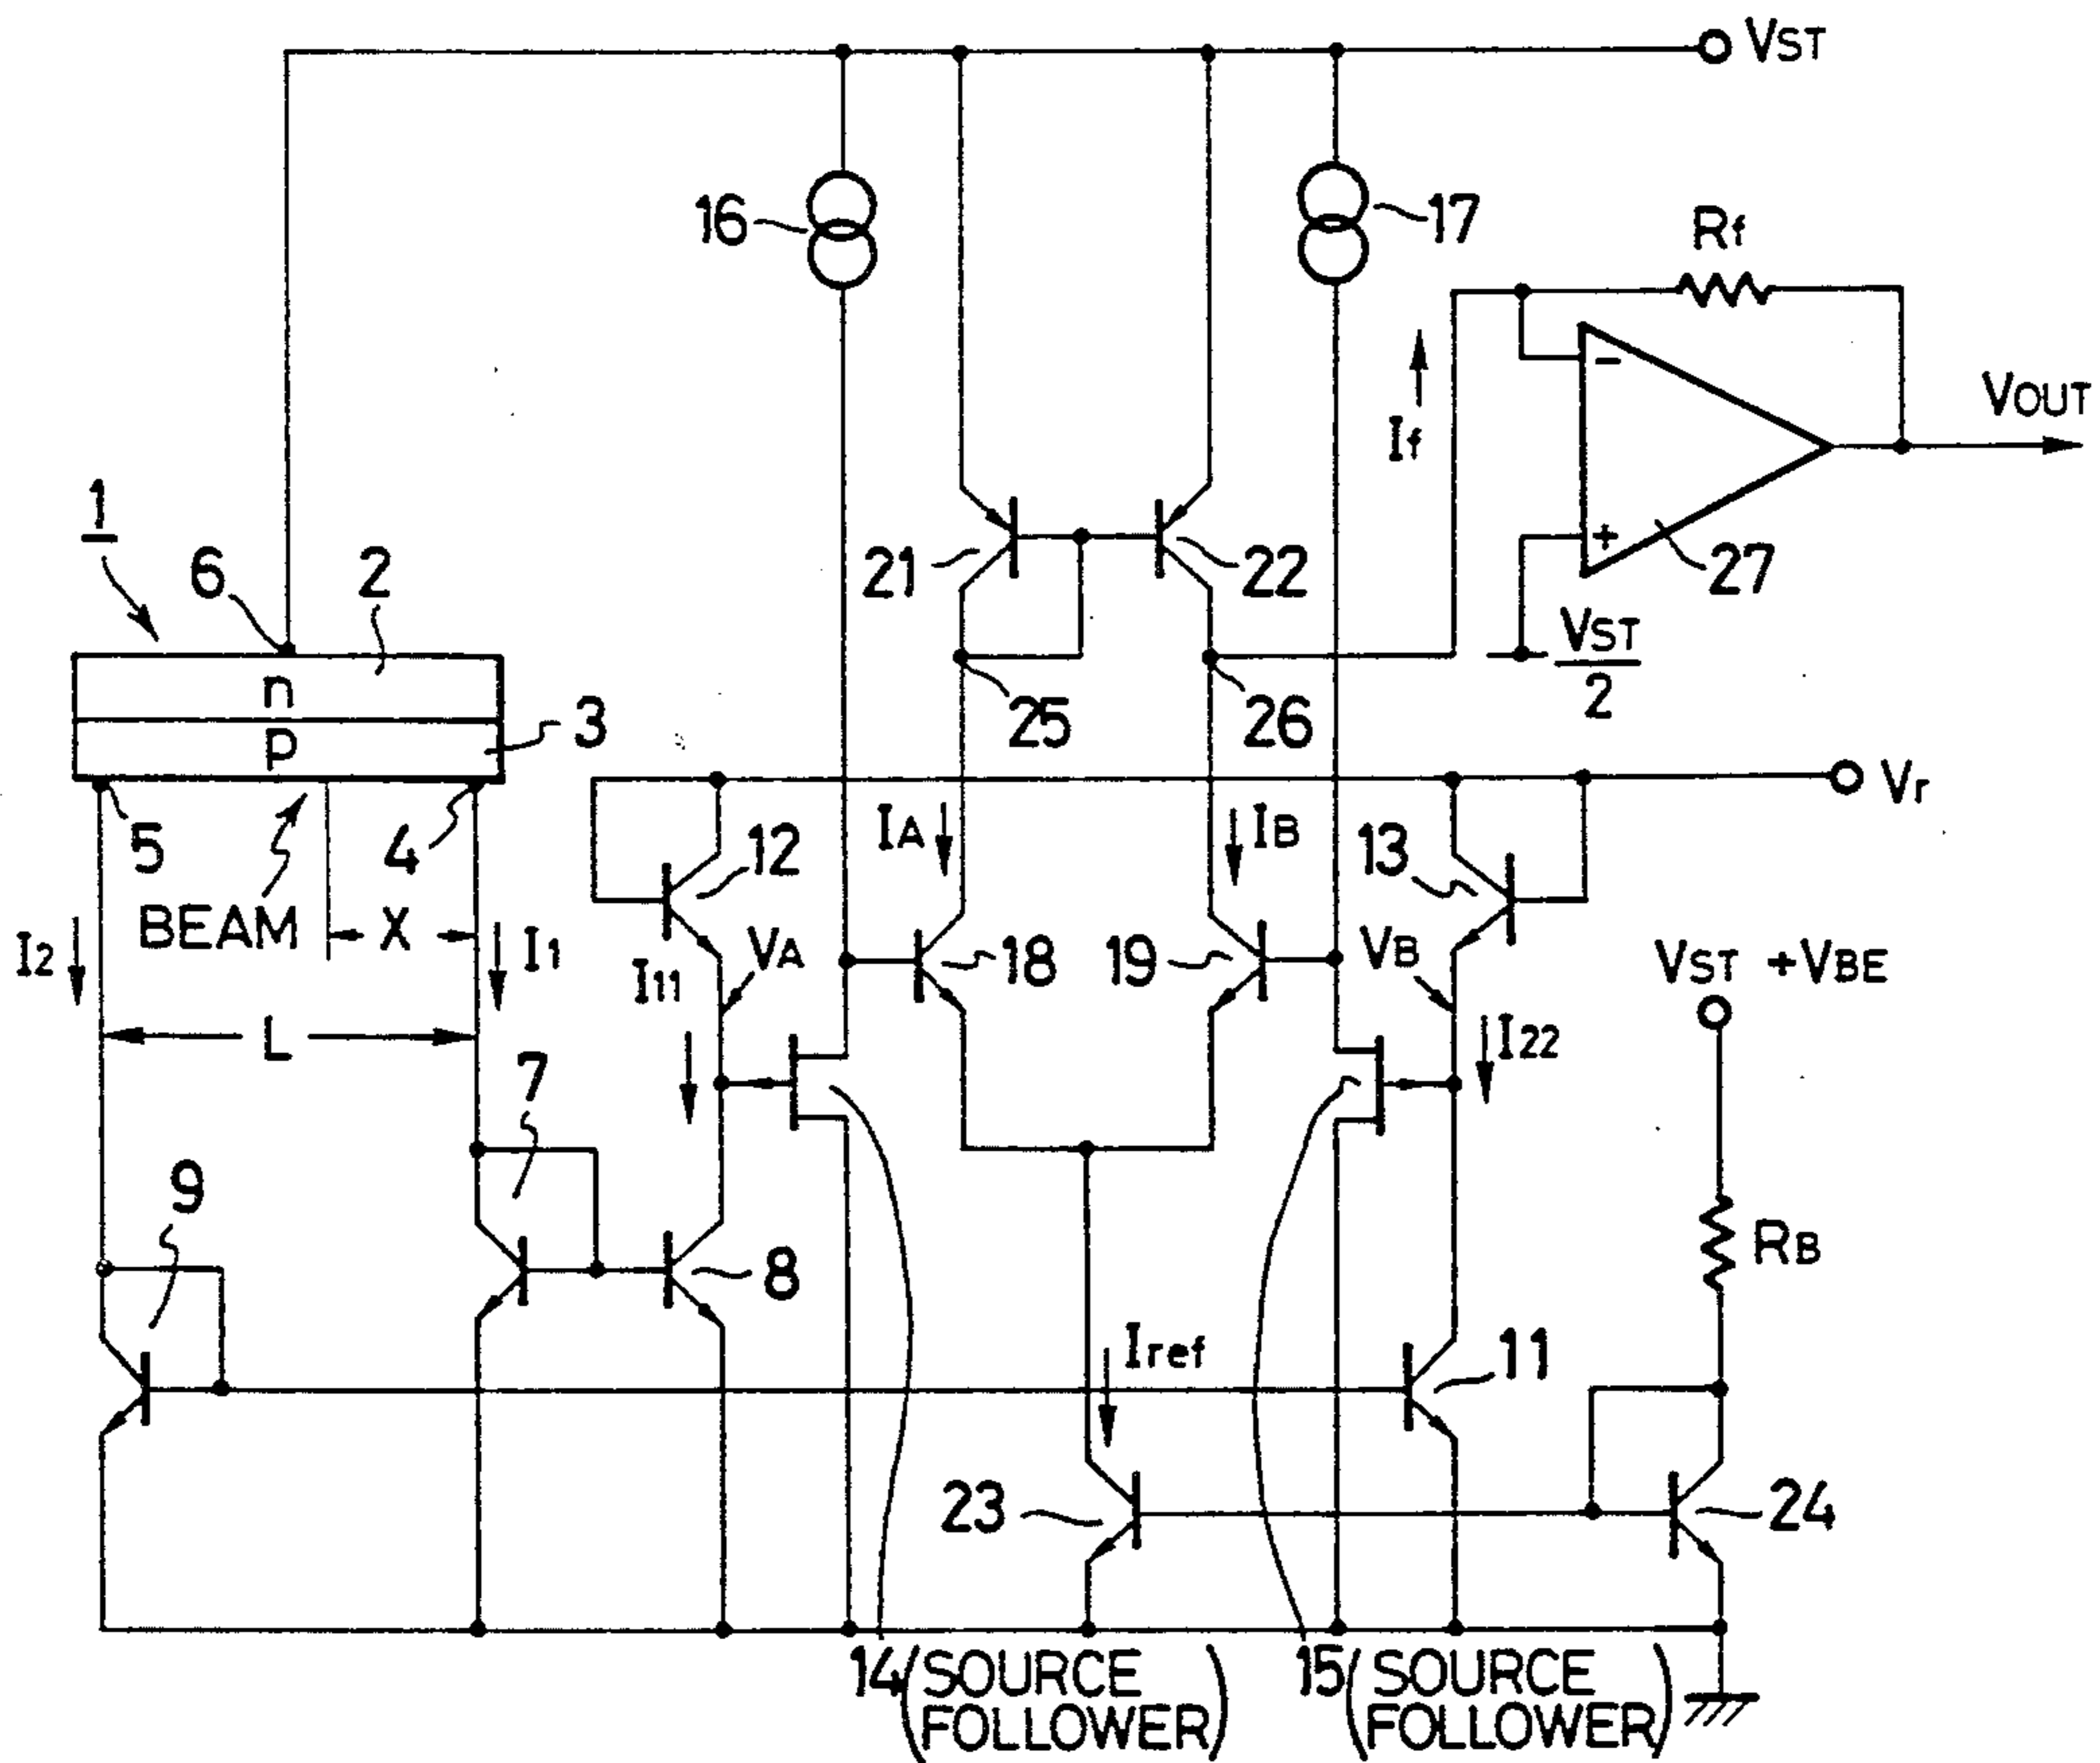 VST
16
17
Rf
If
-
VOUT
1
6
2
21
22
+
27
VST
2
n
25
26
3
P
Vr
5
4
12
IA
IB
13
BEAM
X
I2
I1
I11
VA
18
19
VB
VST +VBE
L
7
I22
9
8
RB
Iref
11
23
24
14(SOURCE
FOLLOWER)
15(SOURCE
FOLLOWER)